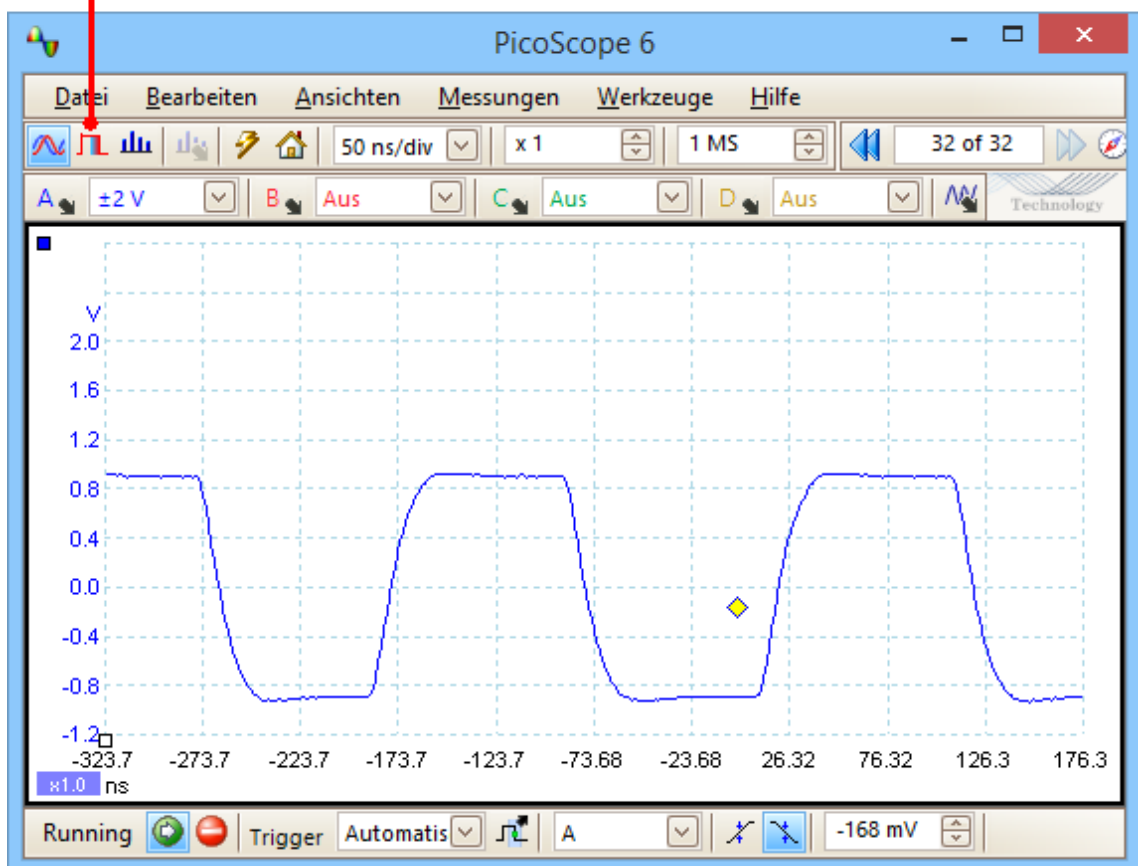 PicoScope 6
Datei Bearbeiten Ansichten Messungen Werkzeuge Hilfe
50 ns/div x 1 1 MS 32 of 32
A ±2 V B Aus C Aus D Aus Technology
V
2.0
1.6
1.2
0.8
0.4
0.0
-0.4
-0.8
-1.2
-323.7 -273.7 -223.7 -173.7 -123.7 -73.68 -23.68 26.32 76.32 126.3 176.3
x1.0 ns
Running Trigger Automatis A -168 mV